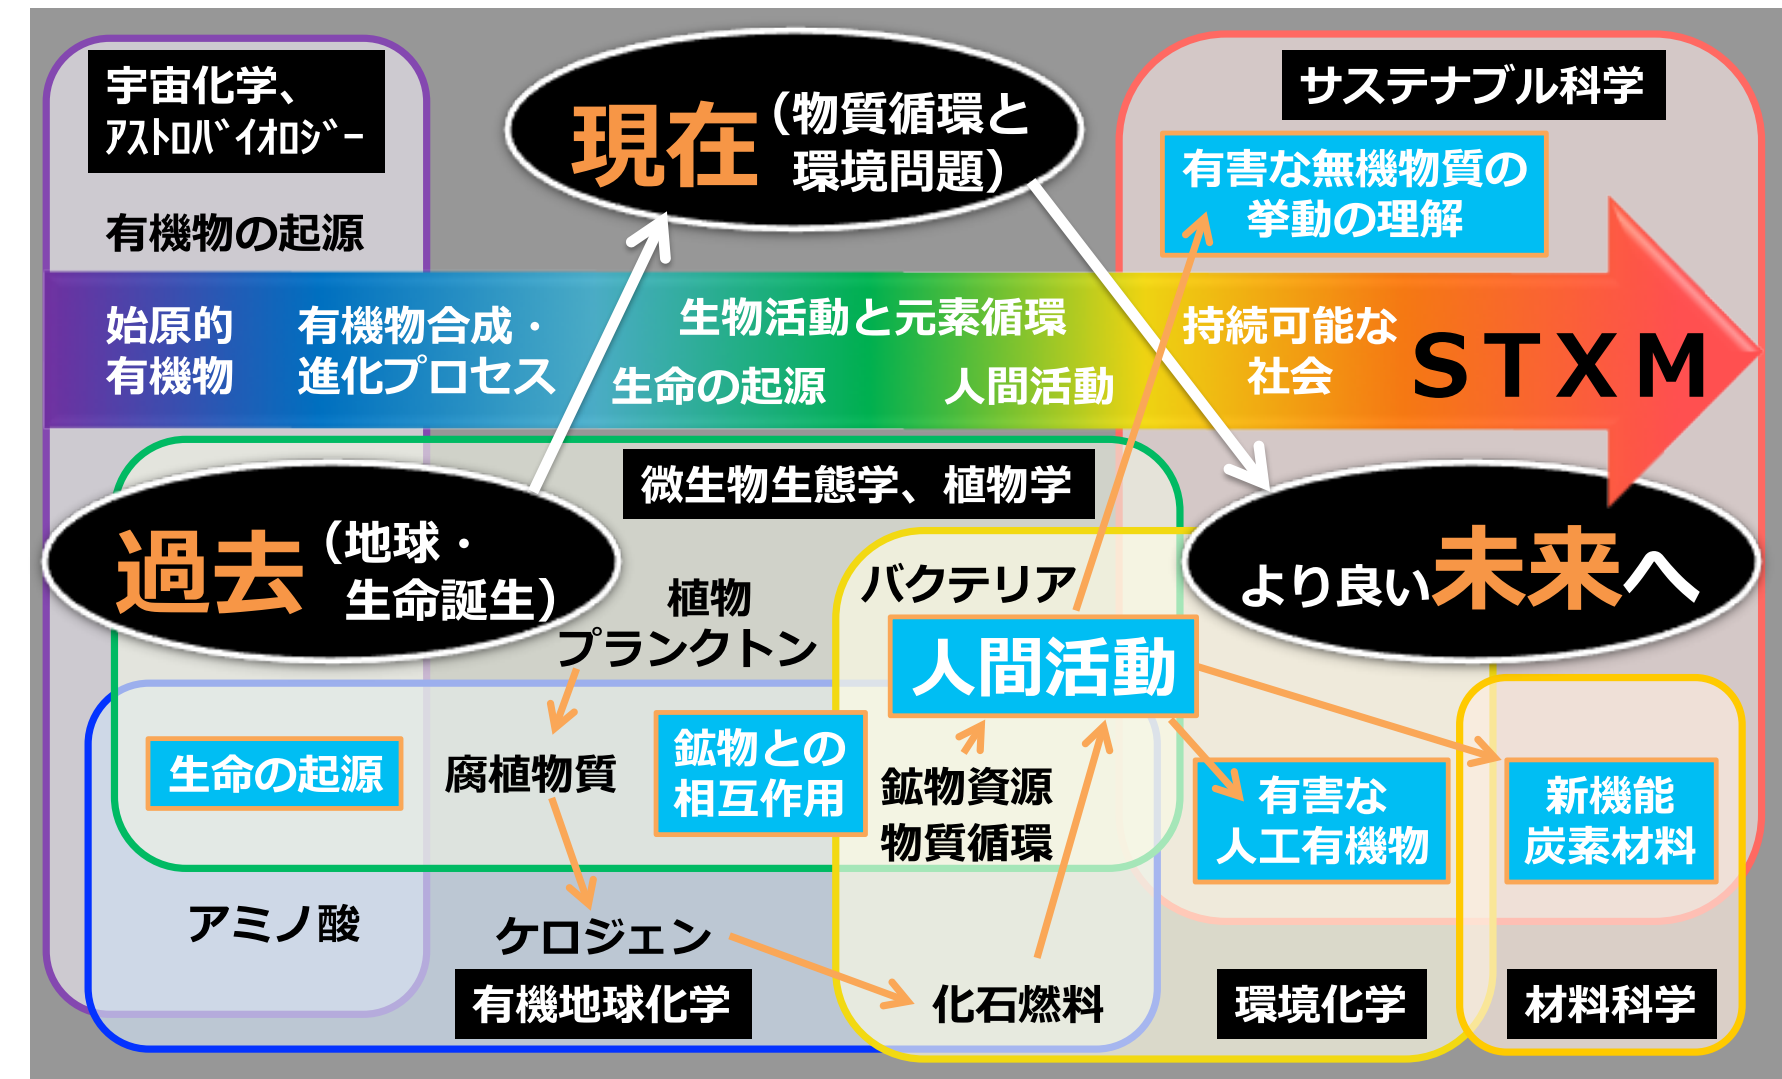 宇宙化学、
ｱｽﾄﾛﾊﾞｲｵﾛｼﾞｰ
有機物の起源
現在（物質循環と
環境問題）
サステナブル科学
有害な無機物質の
挙動の理解
始原的
有機物
有機物合成・
進化プロセス
生物活動と元素循環
生命の起源
人間活動
持続可能な
社会
STXM
過去（地球・
生命誕生）
微生物生態学、植物学
より良い未来へ
植物
プランクトン
バクテリア
人間活動
生命の起源
腐植物質
鉱物との
相互作用
鉱物資源
物質循環
有害な
人工有機物
新機能
炭素材料
アミノ酸
ケロジェン
有機地球化学
化石燃料
環境化学
材料科学